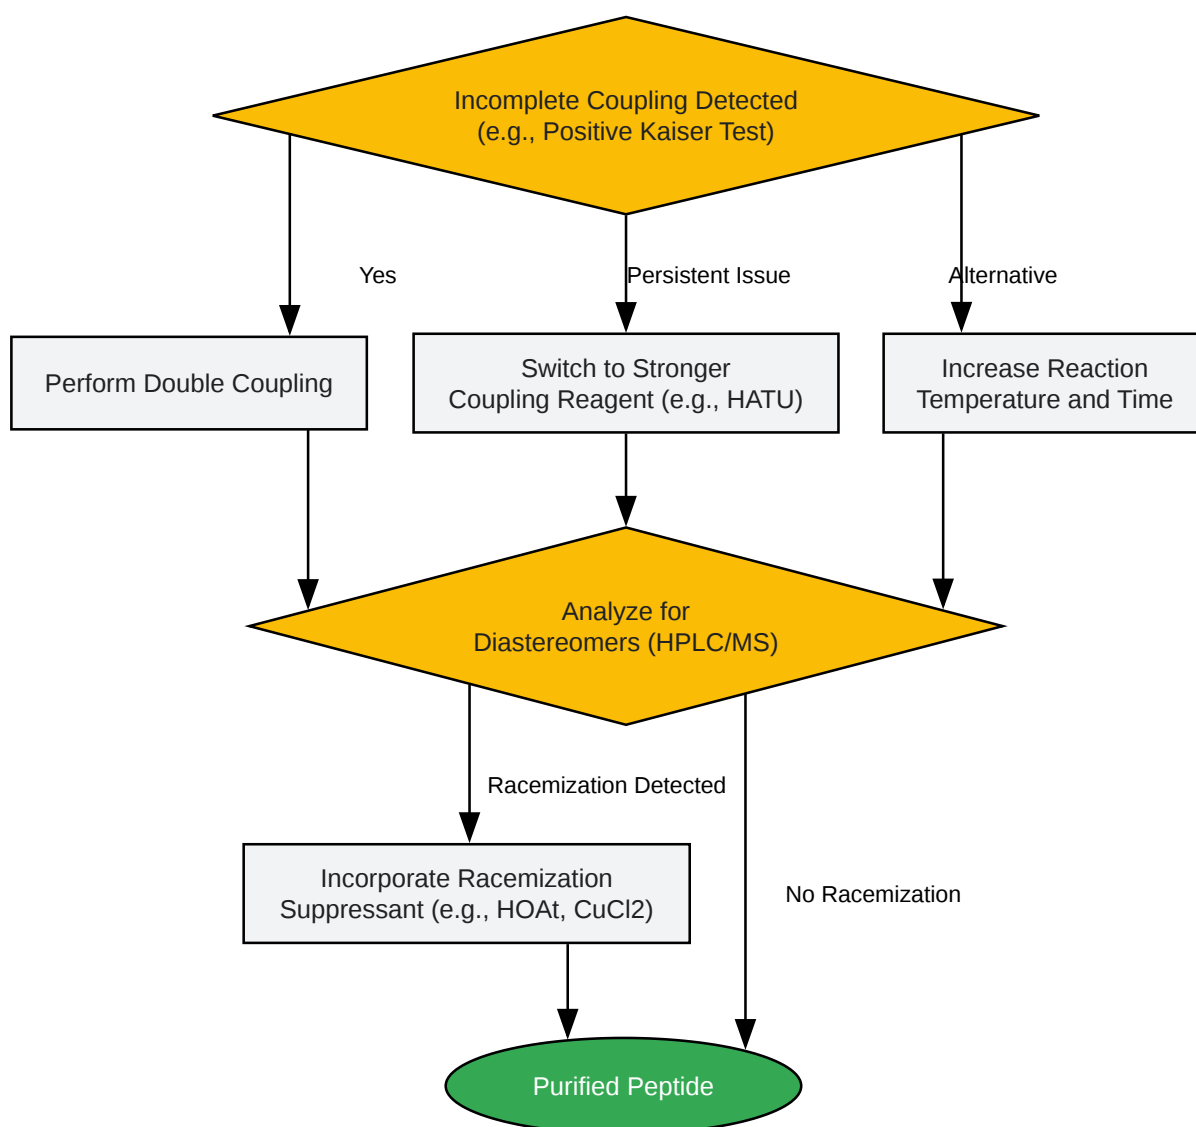 Incomplete Coupling Detected
(e.g., Positive Kaiser Test)
Yes
Persistent Issue
Alternative
Perform Double Coupling
Switch to Stronger
Coupling Reagent (e.g., HATU)
Increase Reaction
Temperature and Time
Analyze for
Diastereomers (HPLC/MS)
Racemization Detected
Incorporate Racemization
Suppressant (e.g., HOAt, CuCl2)
No Racemization
Purified Peptide